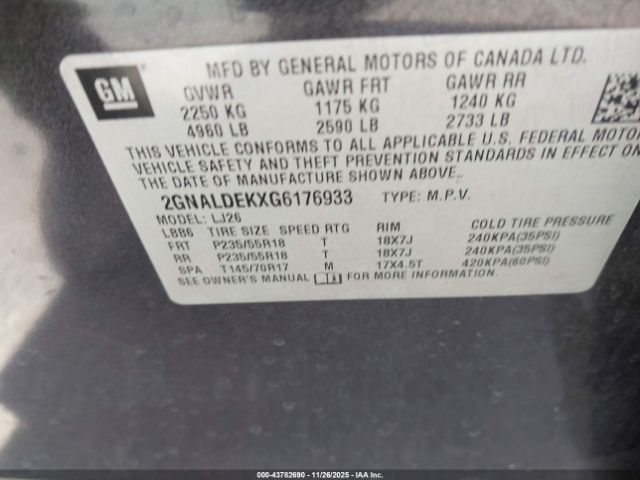 GM
MFD BY GENERAL MOTORS OF CANADA LTD.
GVWR GAWR FRT GAWR RR
2250 KG 1175 KG 1240 KG
4960 LB 2590 LB 2733 LB
THIS VEHICLE CONFORMS TO ALL APPLICABLE U.S. FEDERAL MOTOR
VEHICLE SAFETY AND THEFT PREVENTION STANDARDS IN EFFECT ON
THE DATE OF MANUFACTURE SHOWN ABOVE.
2GNALDEKXG6176933 TYPE: M.P.V.
MODEL: LJ26
LBB6 TIRE SIZE SPEED RTG RIM COLD TIRE PRESSURE
FRT P235/55R18 T 18X7J 240KPA(35PSI)
RR P235/55R18 T 18X7J 240KPA(35PSI)
SPA T145/70R17 M 17X4.5T 420KPA(60PSI)
SEE OWNER'S MANUAL FOR MORE INFORMATION.
000-43782690 - 11/26/2025 - IAAI.COM